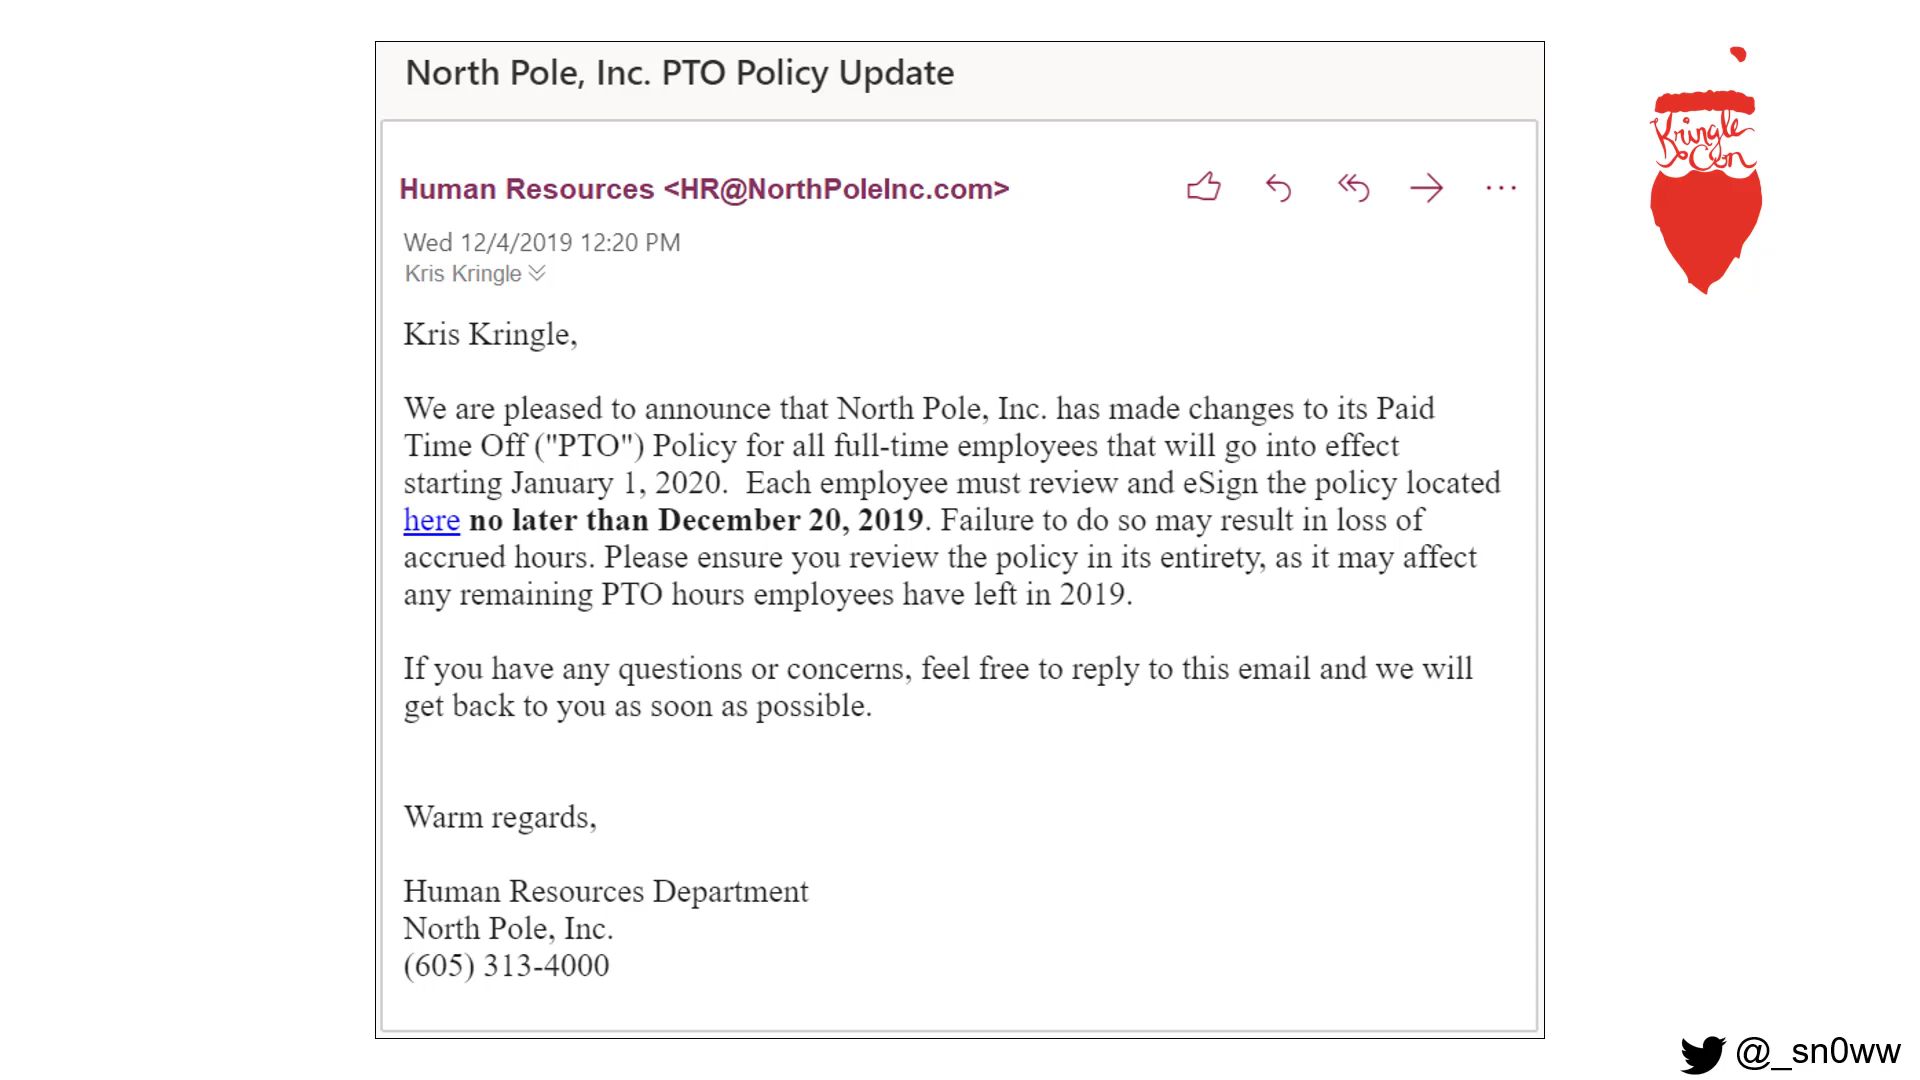 North Pole, Inc. PTO Policy Update
Kringle
Con
Human Resources <HR@NorthPoleInc.com>
Wed 12/4/2019 12:20 PM
Kris Kringle
Kris Kringle,
We are pleased to announce that North Pole, Inc. has made changes to its Paid
Time Off ("PTO") Policy for all full-time employees that will go into effect
starting January 1, 2020.  Each employee must review and eSign the policy located
here no later than December 20, 2019. Failure to do so may result in loss of
accrued hours. Please ensure you review the policy in its entirety, as it may affect
any remaining PTO hours employees have left in 2019.
If you have any questions or concerns, feel free to reply to this email and we will
get back to you as soon as possible.
Warm regards,
Human Resources Department
North Pole, Inc.
(605) 313-4000
@_sn0ww